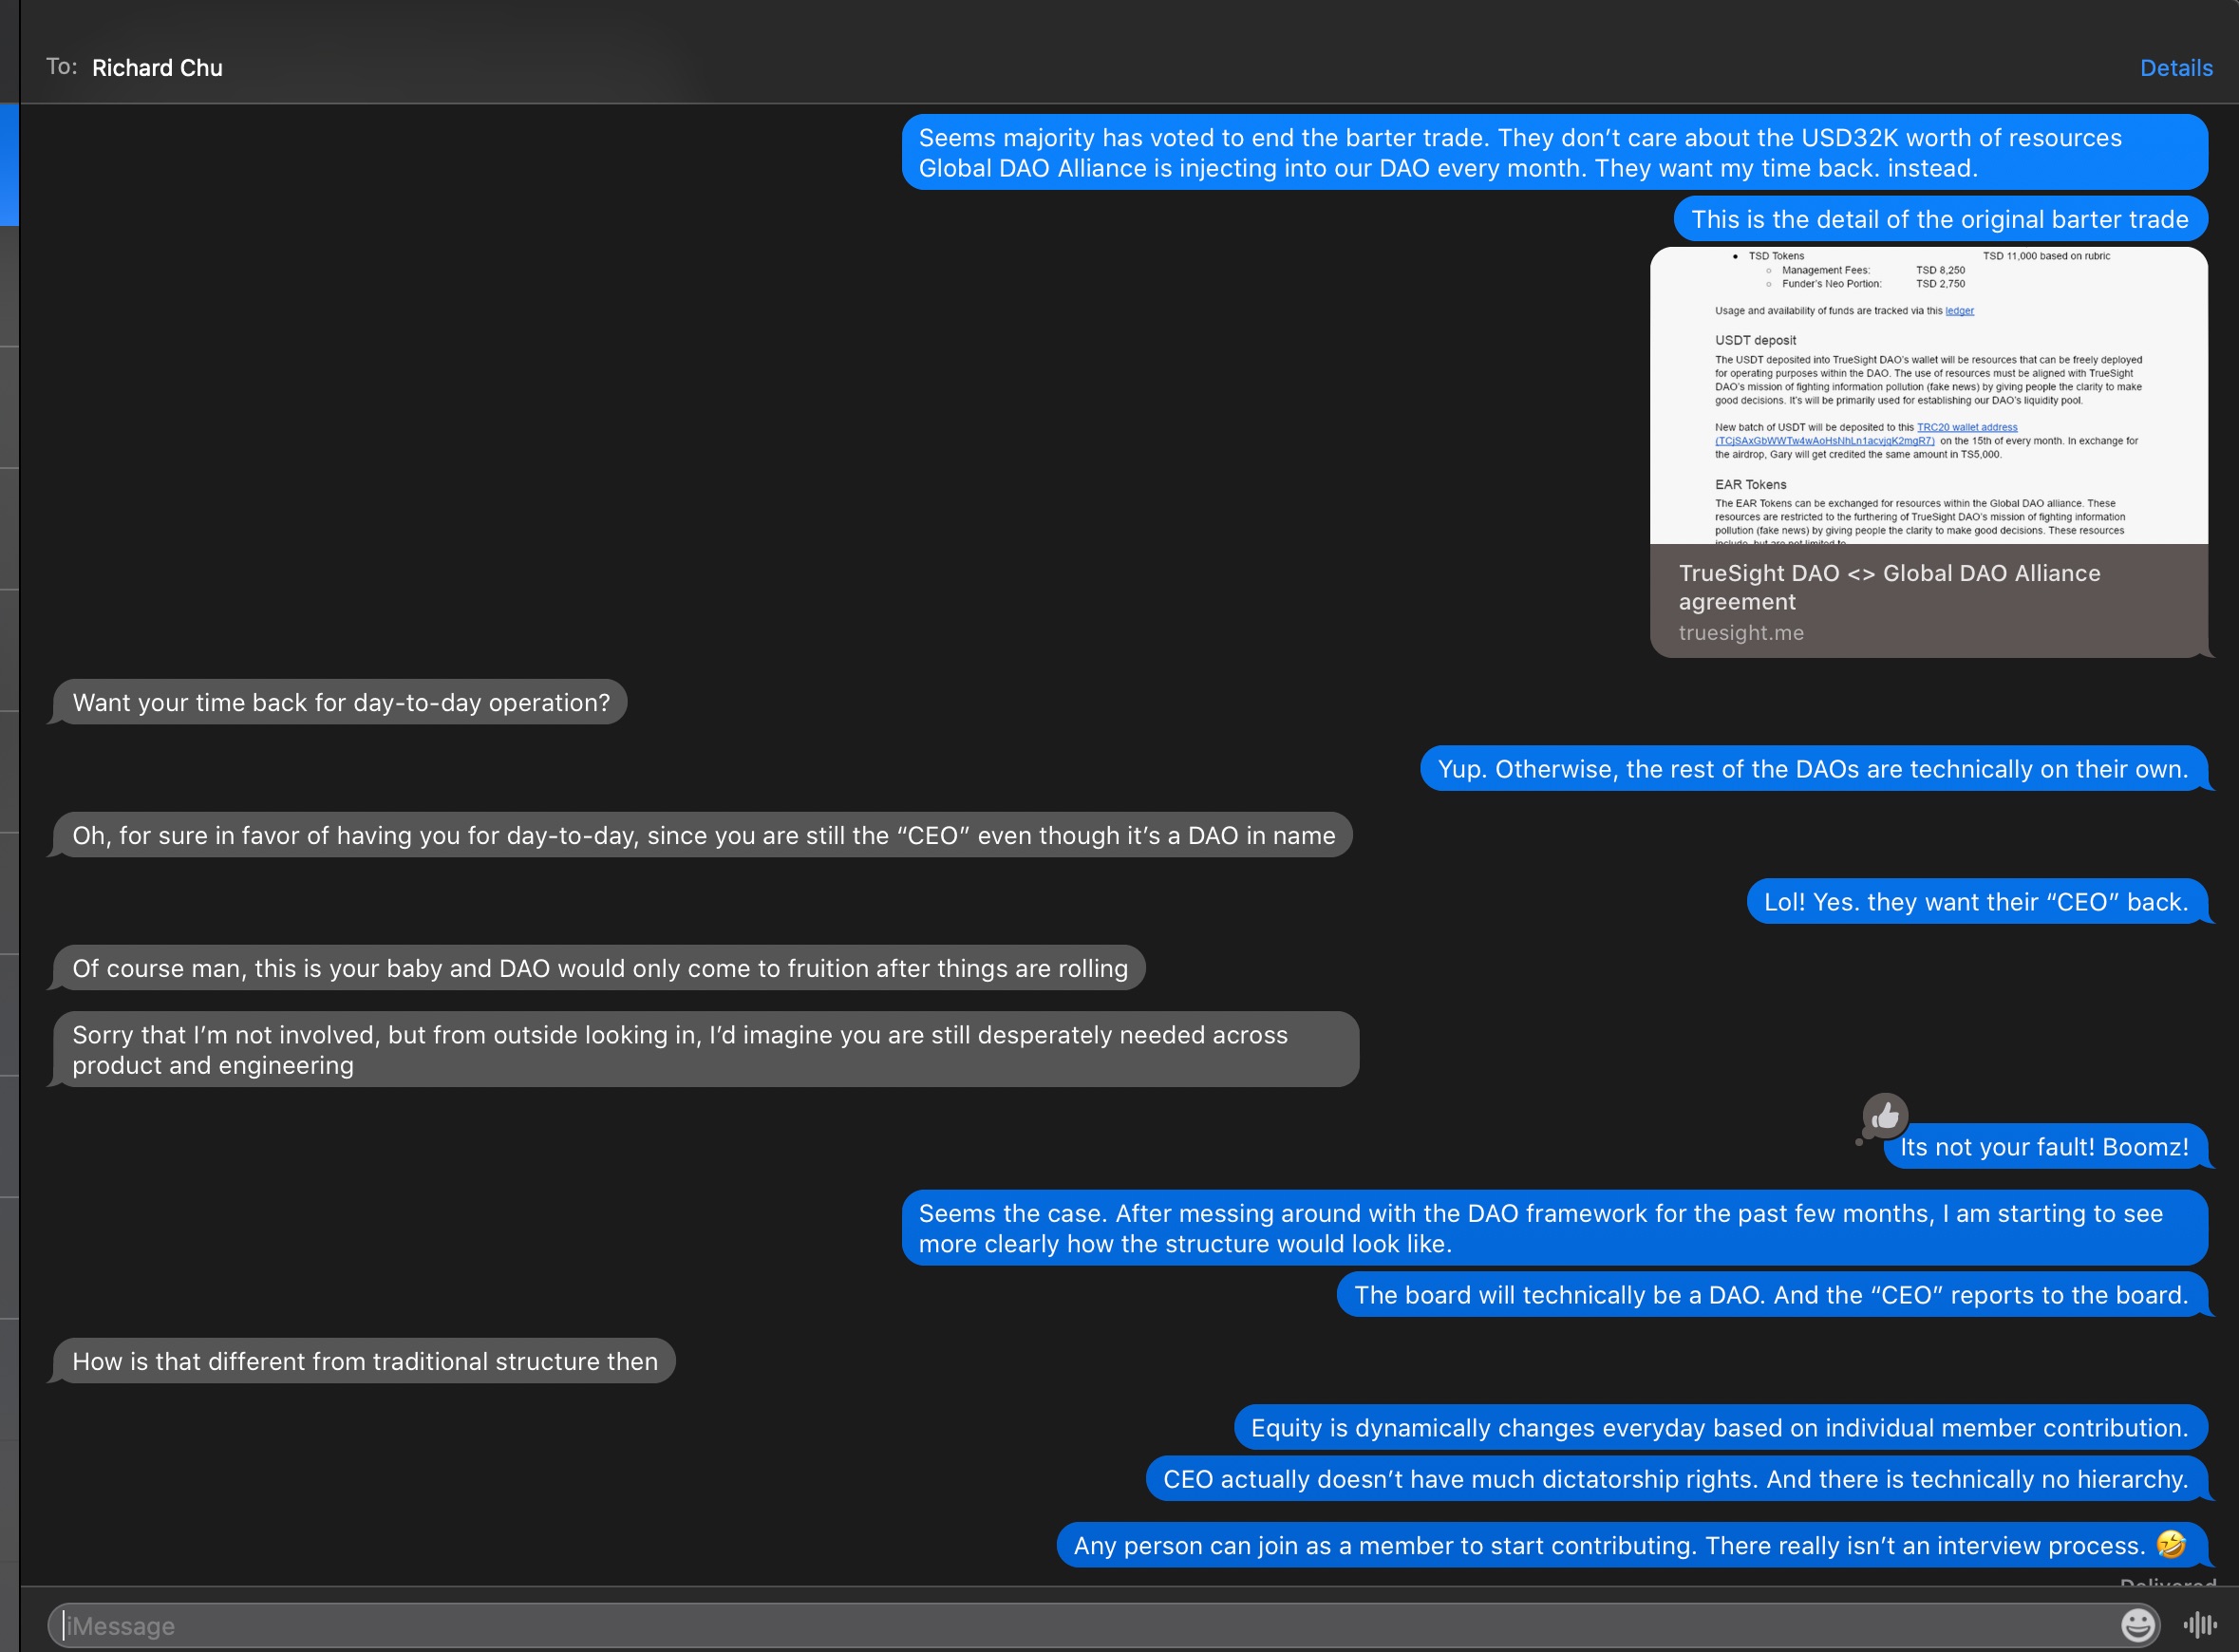 To: Richard Chu
Details
Seems majority has voted to end the barter trade. They don’t care about the USD32K worth of resources
Global DAO Alliance is injecting into our DAO every month. They want my time back. instead.
This is the detail of the original barter trade
• TSD Tokens TSD 11,000 based on rubric
○ Management Fees: TSD 8,250
○ Funder's Neo Portion: TSD 2,750
Usage and availability of funds are tracked via this ledger
USDT deposit
The USDT deposited into TrueSight DAO's wallet will be resources that can be freely deployed
for operating purposes within the DAO. The use of resources must be aligned with TrueSight
DAO's mission of fighting information pollution (fake news) by giving people the clarity to make
good decisions. It's will be primarily used for establishing our DAO's liquidity pool.
New batch of USDT will be deposited to this TRC20 wallet address
on the 15th of every month. In exchange for
the airdrop, Gary will get credited the same amount in TS5,000.
EAR Tokens
The EAR Tokens can be exchanged for resources within the Global DAO alliance. These
resources are restricted to the furthering of TrueSight DAO's mission of fighting information
pollution (fake news) by giving people the clarity to make good decisions. These resources
include, but are not limited to
TrueSight DAO <> Global DAO Alliance
agreement
truesight.me
Want your time back for day-to-day operation?
Yup. Otherwise, the rest of the DAOs are technically on their own.
Oh, for sure in favor of having you for day-to-day, since you are still the “CEO” even though it’s a DAO in name
Lol! Yes. they want their “CEO” back.
Of course man, this is your baby and DAO would only come to fruition after things are rolling
Sorry that I’m not involved, but from outside looking in, I’d imagine you are still desperately needed across
product and engineering
Its not your fault! Boomz!
Seems the case. After messing around with the DAO framework for the past few months, I am starting to see
more clearly how the structure would look like.
The board will technically be a DAO. And the “CEO” reports to the board.
How is that different from traditional structure then
Equity is dynamically changes everyday based on individual member contribution.
CEO actually doesn’t have much dictatorship rights. And there is technically no hierarchy.
Any person can join as a member to start contributing. There really isn’t an interview process. 🤣
Delivered
iMessage